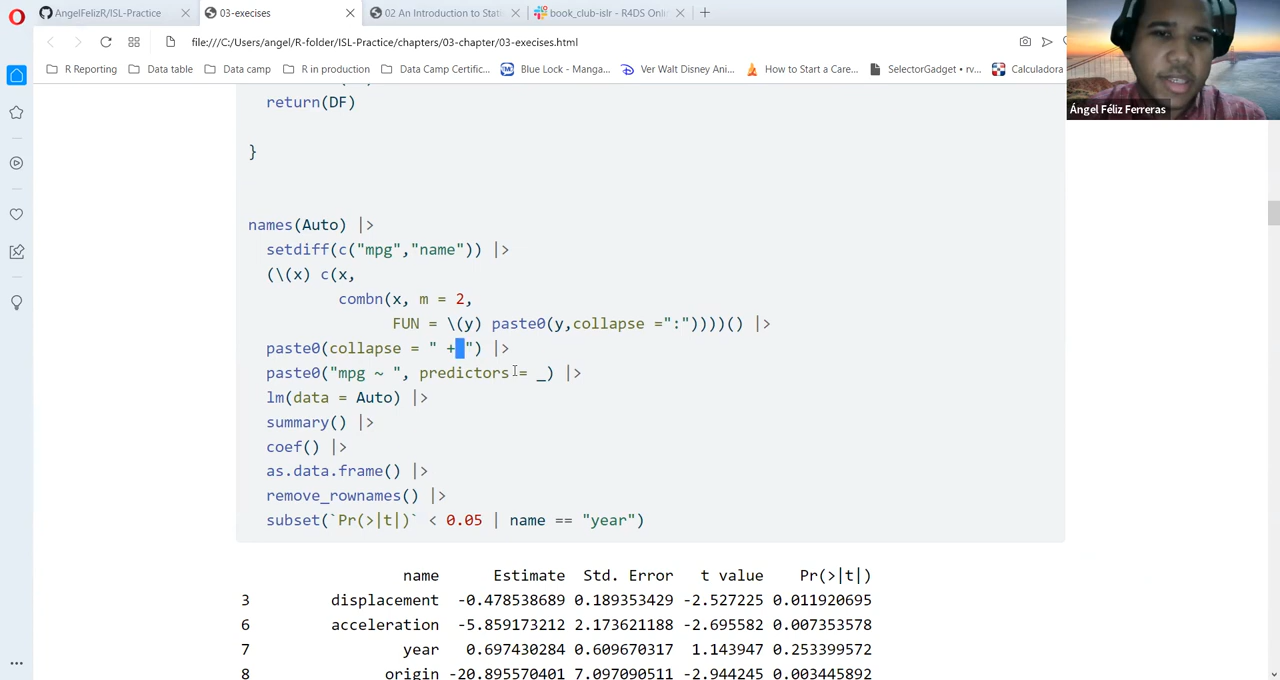 AngelFelizR/ISL-Practice
03-execises
02 An Introduction to Stati
book_club-islr - R4DS Onli
file:///C:/Users/angel/R-folder/ISL-Practice/chapters/03-chapter/03-execises.html
R Reporting
Data table
Data camp
R in production
Data Camp Certific...
Blue Lock - Manga...
Ver Walt Disney Ani...
How to Start a Care...
SelectorGadget • rv...
Calculadora
Ángel Féliz Ferreras
return(DF)
}
names(Auto) |>
setdiff(c("mpg","name")) |>
(\(x) c(x,
combn(x, m = 2,
FUN = \(y) paste0(y,collapse =":"))))() |>
paste0(collapse = " + ") |>
paste0("mpg ~ ", predictors = _) |>
lm(data = Auto) |>
summary() |>
coef() |>
as.data.frame() |>
remove_rownames() |>
subset(`Pr(>|t|)` < 0.05 | name == "year")
name Estimate Std. Error t value Pr(>|t|)
3 displacement -0.478538689 0.189353429 -2.527225 0.011920695
6 acceleration -5.859173212 2.173621188 -2.695582 0.007353578
7 year 0.697430284 0.609670317 1.143947 0.253399572
8 origin -20.895570401 7.097090511 -2.944245 0.003445892